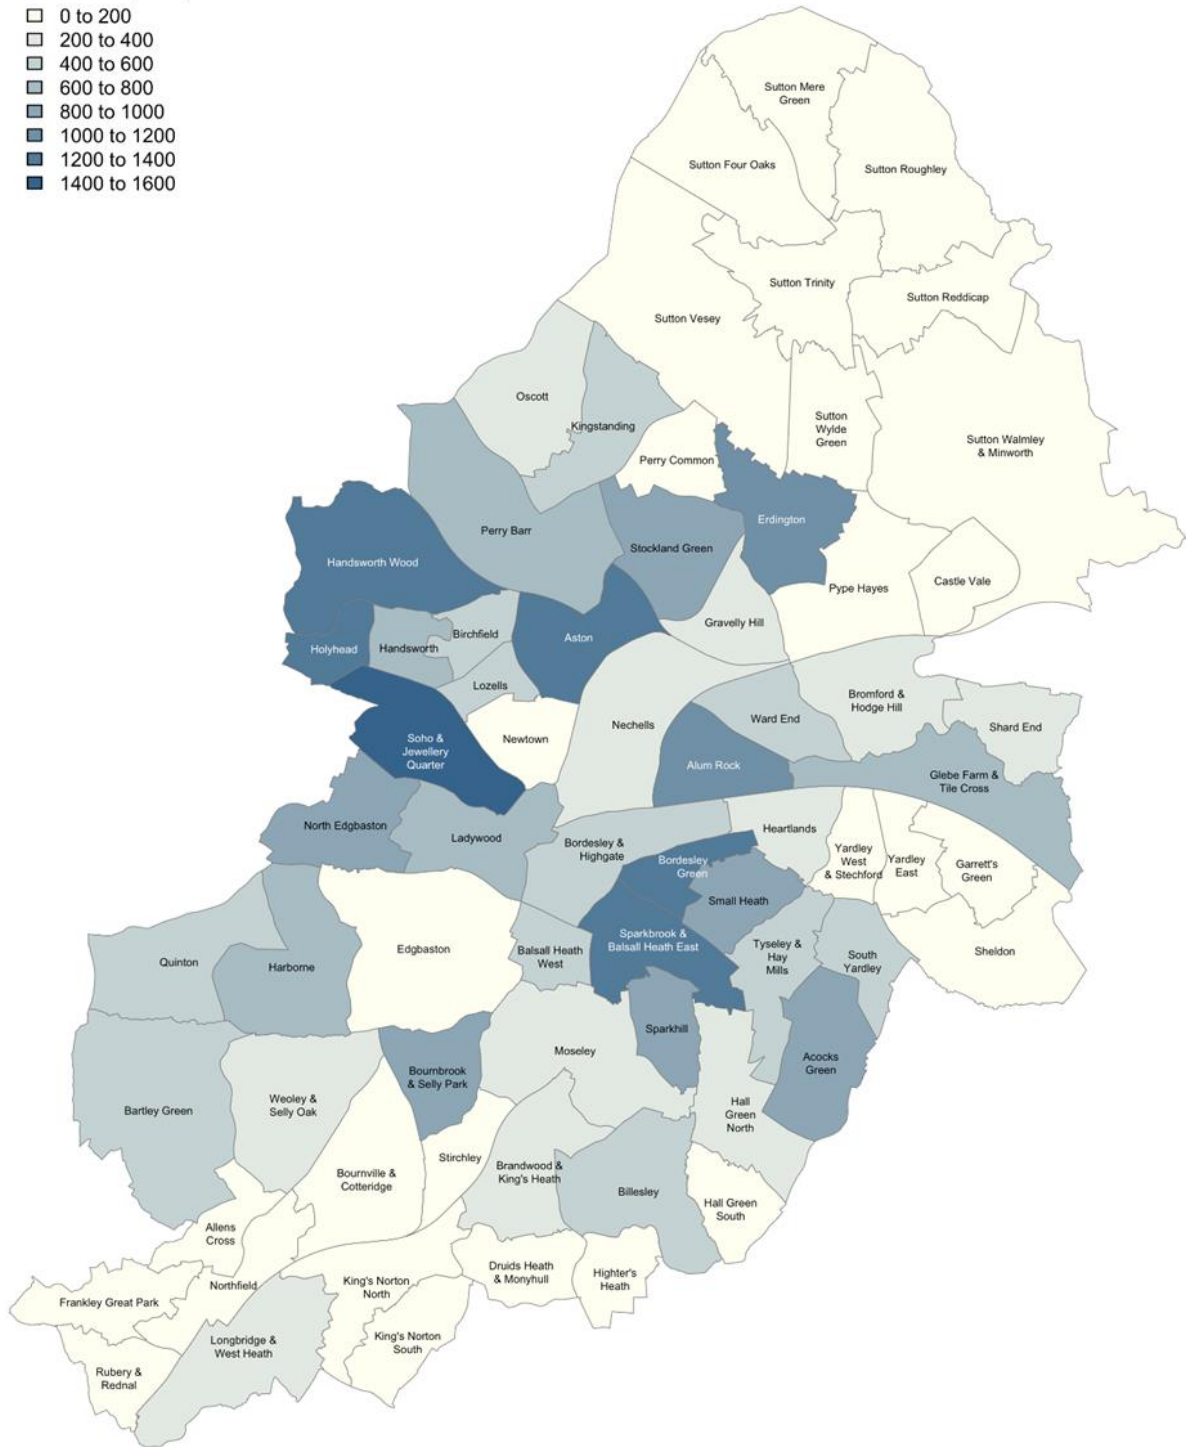 0 to 200
200 to 400
400 to 600
600 to 800
800 to 1000
1000 to 1200
1200 to 1400
1400 to 1600
Sutton Mere
Green
Sutton Four Oaks
Sutton Roughley
Sutton Trinity
Sutton Reddicap
Sutton Vesey
Oscott
Kingstanding
Sutton
Wylde
Green
Sutton Walmley
& Minworth
Perry Common
Erdington
Perry Barr
Stockland Green
Handsworth Wood
Pype Hayes
Castle Vale
Gravelly Hill
Birchfield
Aston
Holyhead
Handsworth
Lozells
Bromford &
Hodge Hill
Ward End
Nechells
Shard End
Newtown
Soho &
Jewellery
Quarter
Alum Rock
Glebe Farm &
Tile Cross
North Edgbaston
Ladywood
Heartlands
Bordesley &
Highgate
Yardley
West
& Stechford
Yardley
East
Garrett's
Green
Bordesley
Green
Small Heath
Sparkbrook &
Balsall Heath East
Edgbaston
Balsall Heath
West
Tyseley &
Hay
Mills
South
Yardley
Sheldon
Quinton
Harborne
Sparkhill
Moseley
Acocks
Green
Bournbrook
& Selly Park
Weoley &
Selly Oak
Bartley Green
Hall
Green
North
Stirchley
Brandwood &
King's Heath
Bournville &
Cotteridge
Billesley
Hall Green
South
Allens
Cross
Druids Heath
& Monyhull
Highter's
Heath
King's Norton
North
Northfield
Frankley Great Park
King's Norton
South
Longbridge &
West Heath
Rubery &
Rednal